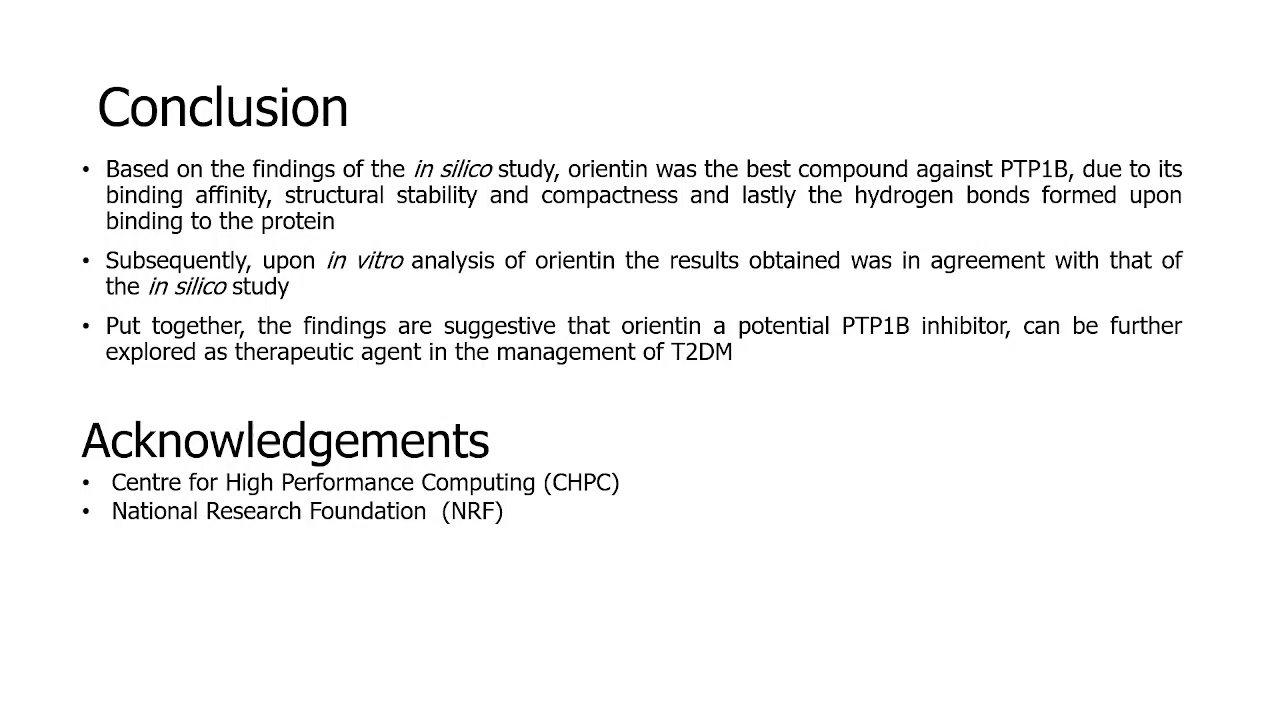 Conclusion
• Based on the findings of the in silico study, orientin was the best compound against PTP1B, due to its
binding affinity, structural stability and compactness and lastly the hydrogen bonds formed upon
binding to the protein
• Subsequently, upon in vitro analysis of orientin the results obtained was in agreement with that of
the in silico study
• Put together, the findings are suggestive that orientin a potential PTP1B inhibitor, can be further
explored as therapeutic agent in the management of T2DM
Acknowledgements
• Centre for High Performance Computing (CHPC)
• National Research Foundation (NRF)